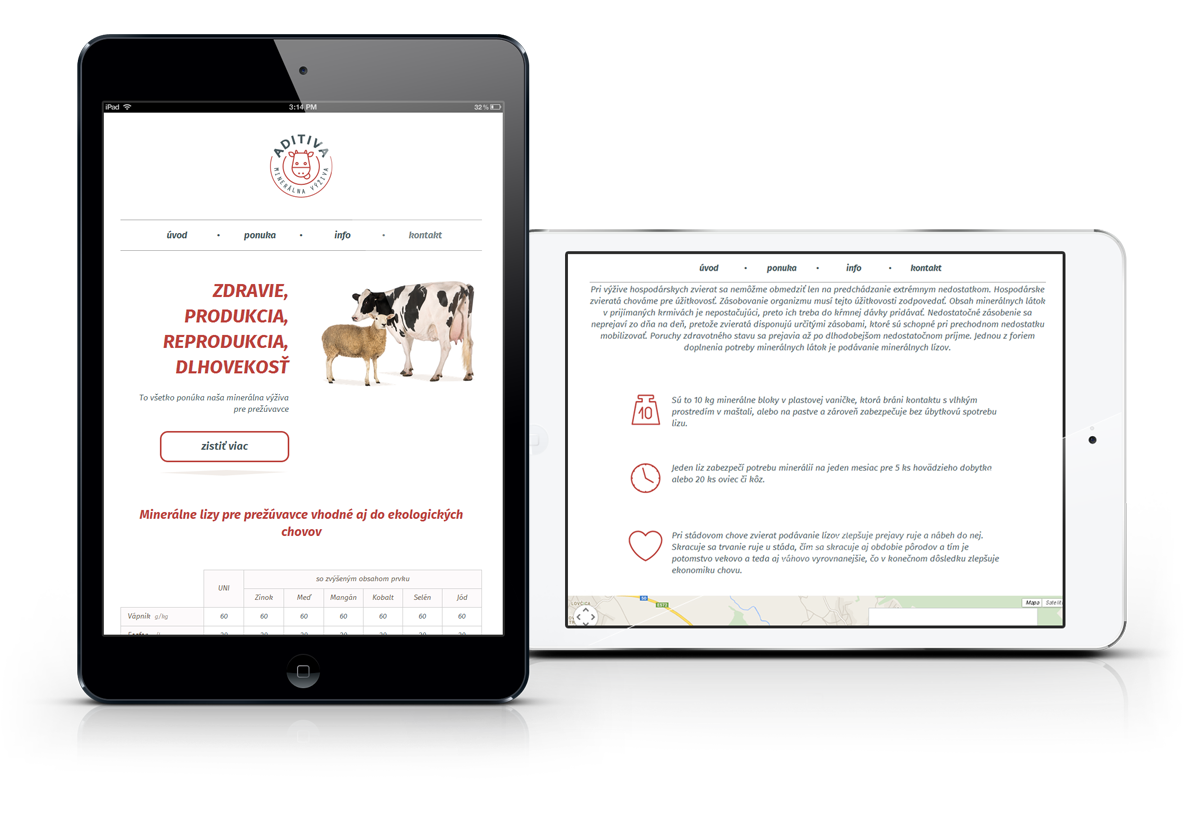 iPad
3:14 PM
32%
ADITIVA
MINERÁLNA VÝŽIVA
úvod • ponuka • info • kontakt
ZDRAVIE,
PRODUKCIA,
REPRODUKCIA,
DLHOVEKOSŤ
To všetko ponúka naša minerálna výživa
pre prežúvavce
zistiť viac
Minerálne lizy pre prežúvavce vhodné aj do ekologických
chovov
UNI
so zvýšeným obsahom prvku
Zinok Meď Mangán Kobalt Selén Jód
Vápnik g/kg 60 60 60 60 60 60 60
úvod • ponuka • info • kontakt
Pri výžive hospodárskych zvierat sa nemôžme obmedziť len na predchádzanie extrémnym nedostatkom. Hospodárske
zvieratá chováme pre úžitkovosť. Zásobovanie organizmu musí tejto úžitkovosti zodpovedať. Obsah minerálnych látok
v prijímaných krmivách je nepostačujúci, preto ich treba do kŕmnej dávky pridávať. Nedostatočné zásobenie sa
neprejaví zo dňa na deň, pretože zvieratá disponujú určitými zásobami, ktoré sú schopné pri prechodnom nedostatku
mobilizovať. Poruchy zdravotného stavu sa prejavia až po dlhodobejšom nedostatočnom príjme. Jednou z foriem
doplnenia potreby minerálnych látok je podávanie minerálnych lizov.
10
Sú to 10 kg minerálne bloky v plastovej vaničke, ktorá bráni kontaktu s vlhkým
prostredím v maštali, alebo na pastve a zároveň zabezpečuje bez úbytkovú spotrebu
lizu.
Jeden liz zabezpečí potrebu minerálií na jeden mesiac pre 5 ks hovädzieho dobytka
alebo 20 ks oviec či kôz.
Pri stádovom chove zvierat podávanie lizov zlepšuje prejavy ruje a nábeh do nej.
Skracuje sa trvanie ruje u stáda, čím sa skracuje aj obdobie pôrodov a tím je
potomstvo vekovo a teda aj váhovo vyrovnanejšie, čo v konečnom dôsledku zlepšuje
ekonomiku chovu.
Mapa